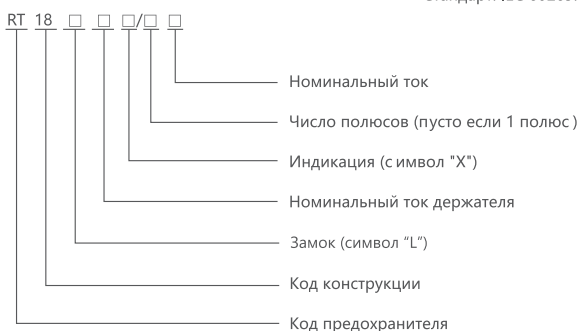 RT 18 □ □ □/□ □
Номинальный ток
Число полюсов (пусто если 1 полюс )
Индикация (с имвол "X")
Номинальный ток держателя
Замок (символ “L”)
Код конструкции
Код предохранителя